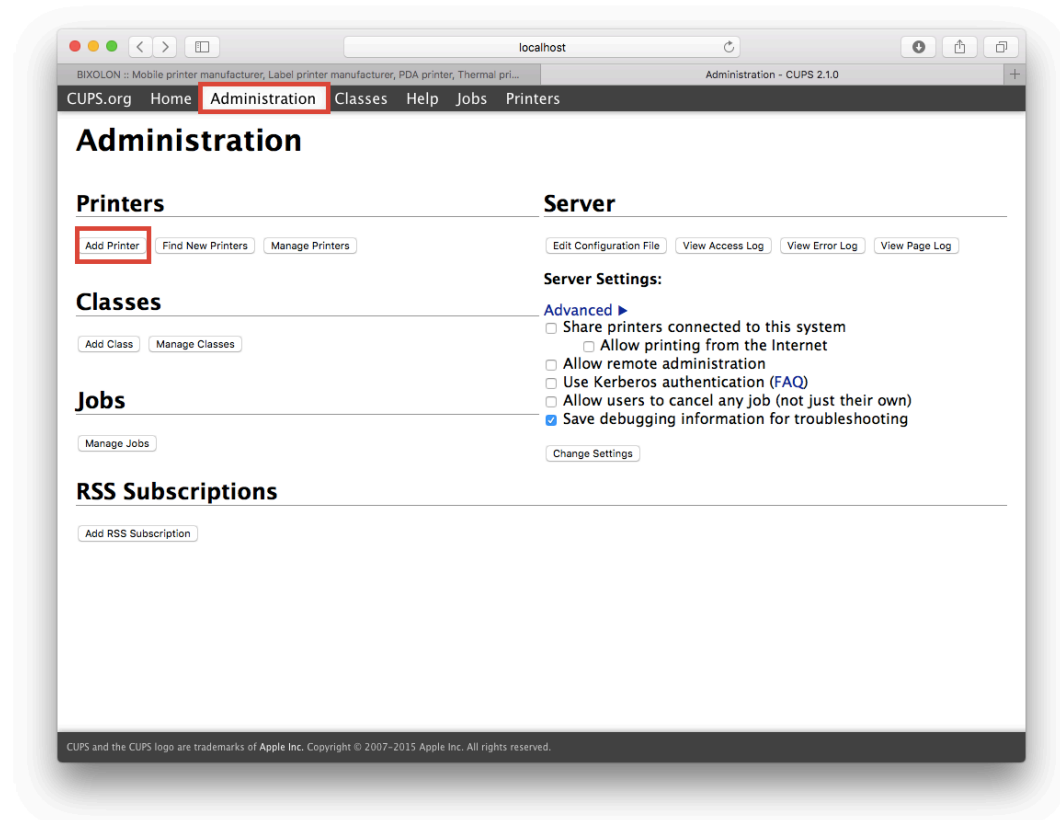 localhost
BIXOLON :: Mobile printer manufacturer, Label printer manufacturer, PDA printer, Thermal pri...
Administration - CUPS 2.1.0
CUPS.org Home Administration Classes Help Jobs Printers
Administration
Printers
Add Printer Find New Printers Manage Printers
Classes
Add Class Manage Classes
Jobs
Manage Jobs
Server
Edit Configuration File View Access Log View Error Log View Page Log
Server Settings:
Advanced ▶
Share printers connected to this system
Allow printing from the Internet
Allow remote administration
Use Kerberos authentication (FAQ)
Allow users to cancel any job (not just their own)
Save debugging information for troubleshooting
Change Settings
RSS Subscriptions
Add RSS Subscription
CUPS and the CUPS logo are trademarks of Apple Inc. Copyright © 2007-2015 Apple Inc. All rights reserved.